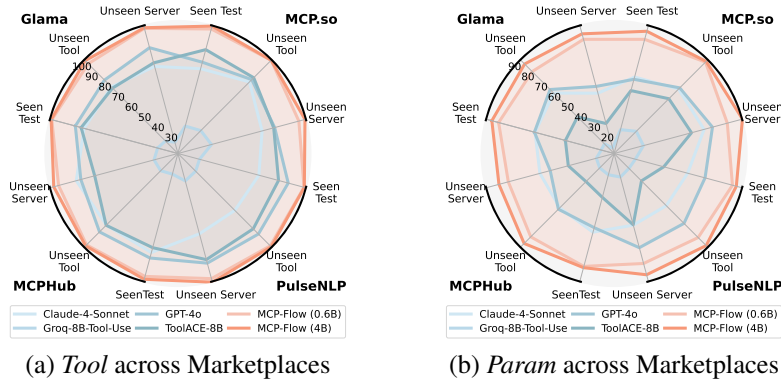 Unseen Server Seen Test
Glama
MCP.so
Unseen
Tool
Unseen
Tool
100
90
80
70
60
50
40
30
Seen
Test
Unseen
Server
Unseen
Server
Seen
Test
Unseen
Tool
Unseen
Tool
MCPHub
PulseNLP
SeenTest Unseen Server
Claude-4-Sonnet GPT-4o MCP-Flow (0.6B)
Groq-8B-Tool-Use ToolACE-8B MCP-Flow (4B)
(a) Tool across Marketplaces
Unseen Server Seen Test
Glama
MCP.so
Unseen
Tool
Unseen
Tool
90
80
70
60
50
40
30
20
Seen
Test
Unseen
Server
Unseen
Server
Seen
Test
Unseen
Tool
Unseen
Tool
MCPHub
PulseNLP
SeenTest Unseen Server
Claude-4-Sonnet GPT-4o MCP-Flow (0.6B)
Groq-8B-Tool-Use ToolACE-8B MCP-Flow (4B)
(b) Param across Marketplaces